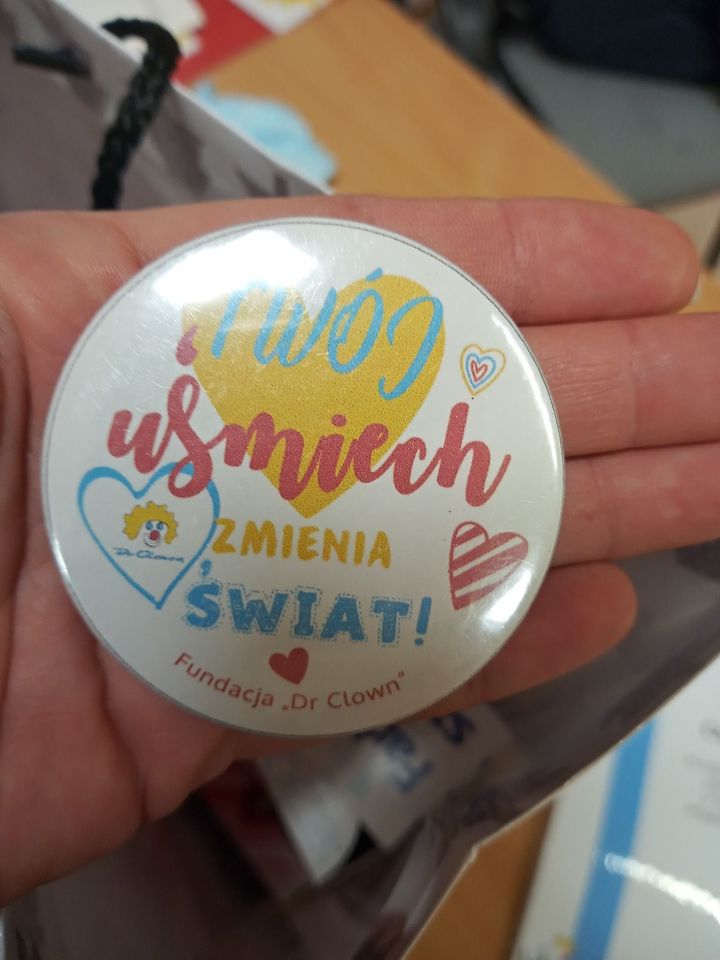 TWÓJ
uśmiech
Dr Clown
ZMIENIA
ŚWIAT!
Fundacja „Dr Clown”